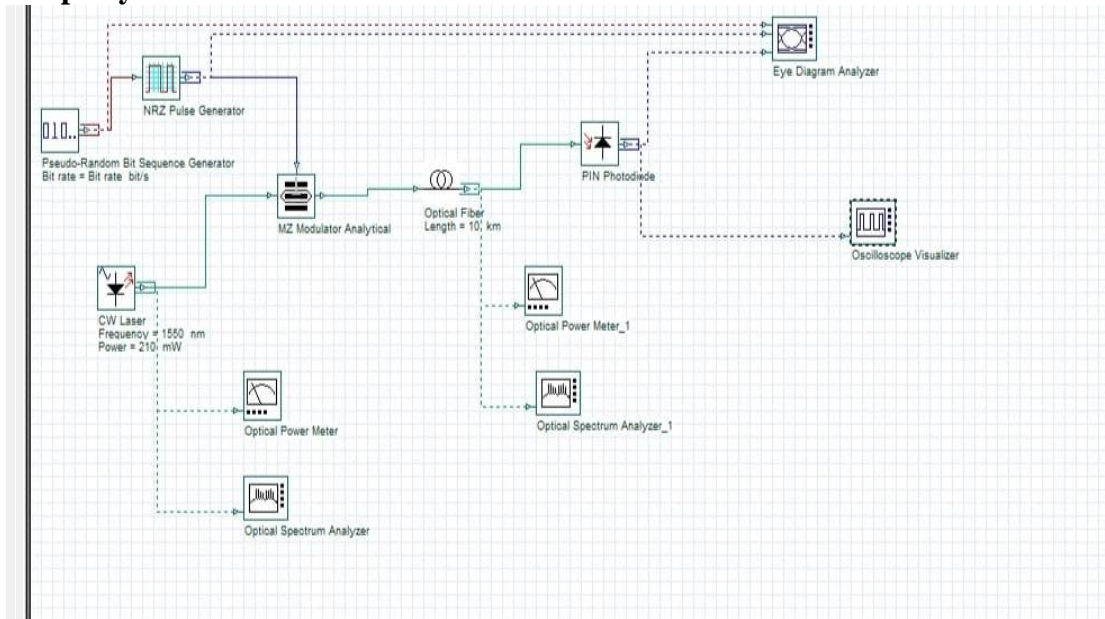 Eye Diagram Analyzer
NRZ Pulse Generator
010..
Pseudo-Random Bit Sequence Generator
Bit rate = Bit rate bit/s
PIN Photodiode
MZ Modulator Analytical
Optical Fiber
Length = 10 km
Oscilloscope Visualizer
CW Laser
Frequency = 1550 nm
Power = 210 mW
Optical Power Meter_1
Optical Power Meter
Optical Spectrum Analyzer_1
Optical Spectrum Analyzer